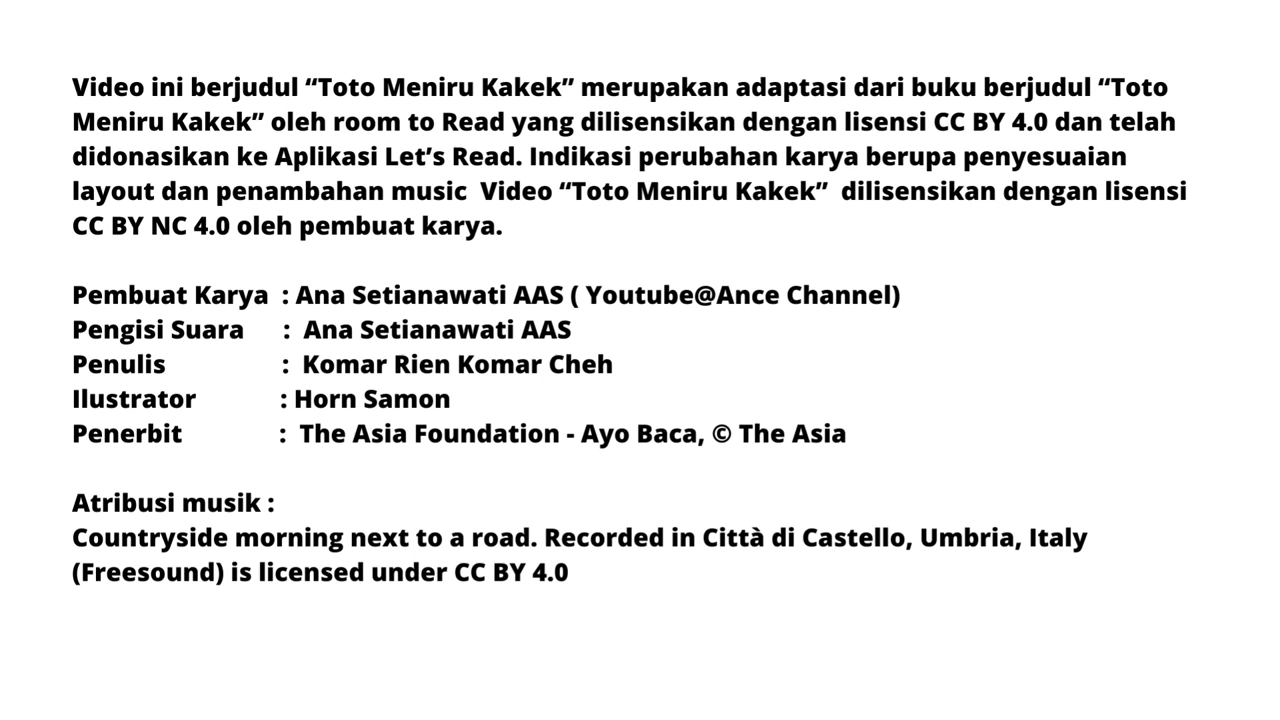 Video ini berjudul “Toto Meniru Kakek” merupakan adaptasi dari buku berjudul “Toto
Meniru Kakek” oleh room to Read yang dilisensikan dengan lisensi CC BY 4.0 dan telah
didonasikan ke Aplikasi Let’s Read. Indikasi perubahan karya berupa penyesuaian
layout dan penambahan music  Video “Toto Meniru Kakek”  dilisensikan dengan lisensi
CC BY NC 4.0 oleh pembuat karya.
Pembuat Karya  : Ana Setianawati AAS ( Youtube@Ance Channel)
Pengisi Suara : Ana Setianawati AAS
Penulis : Komar Rien Komar Cheh
Ilustrator : Horn Samon
Penerbit : The Asia Foundation - Ayo Baca, © The Asia
Atribusi musik :
Countryside morning next to a road. Recorded in Città di Castello, Umbria, Italy
(Freesound) is licensed under CC BY 4.0